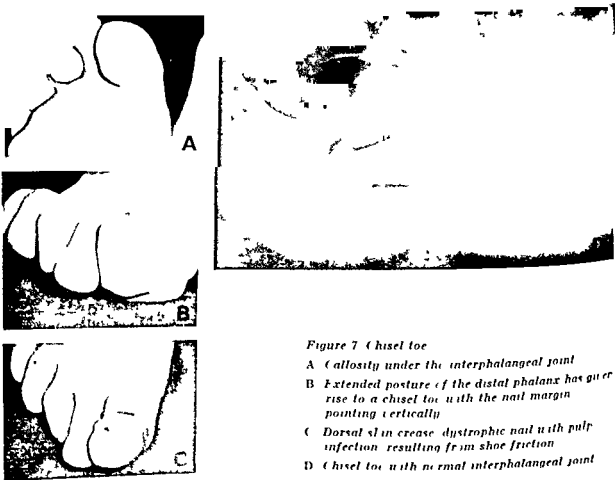 A
B
C
Figure 7 Chisel toe
A Callosity under the interphalangeal joint
B Extended posture of the distal phalanx has given
rise to a chisel toe with the nail margin
pointing vertically
C Dorsal skin crease dystrophic nail with pulp
infection resulting from shoe friction
D Chisel toe with normal interphalangeal joint